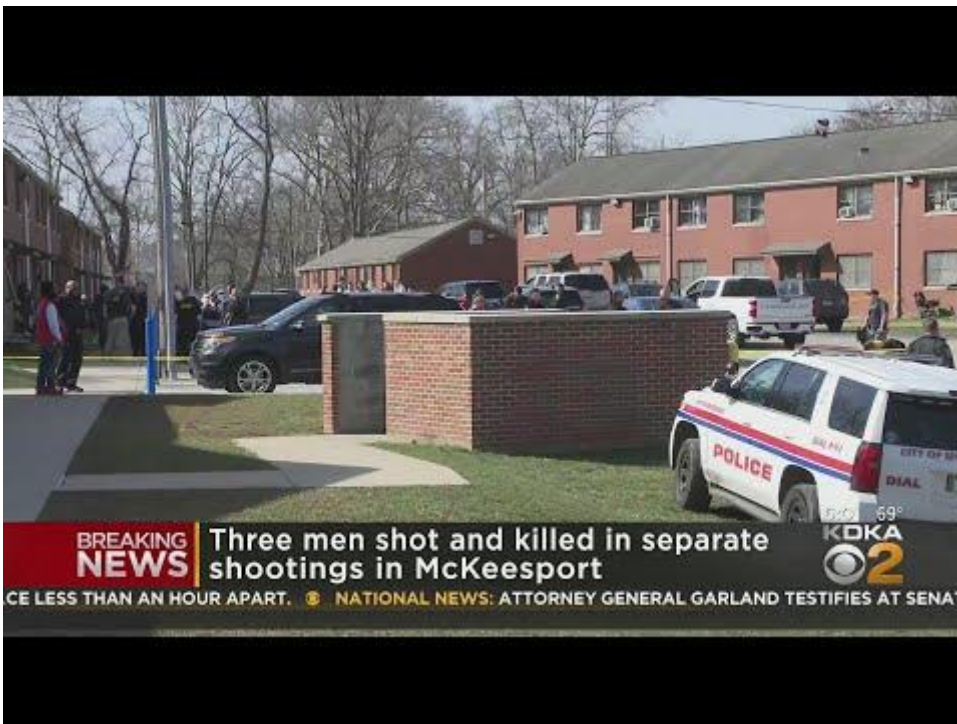 POLICE
DIAL
BREAKING
NEWS
Three men shot and killed in separate
shootings in McKeesport
69°
KDKA
2
CE LESS THAN AN HOUR APART. NATIONAL NEWS: ATTORNEY GENERAL GARLAND TESTIFIES AT SENAT